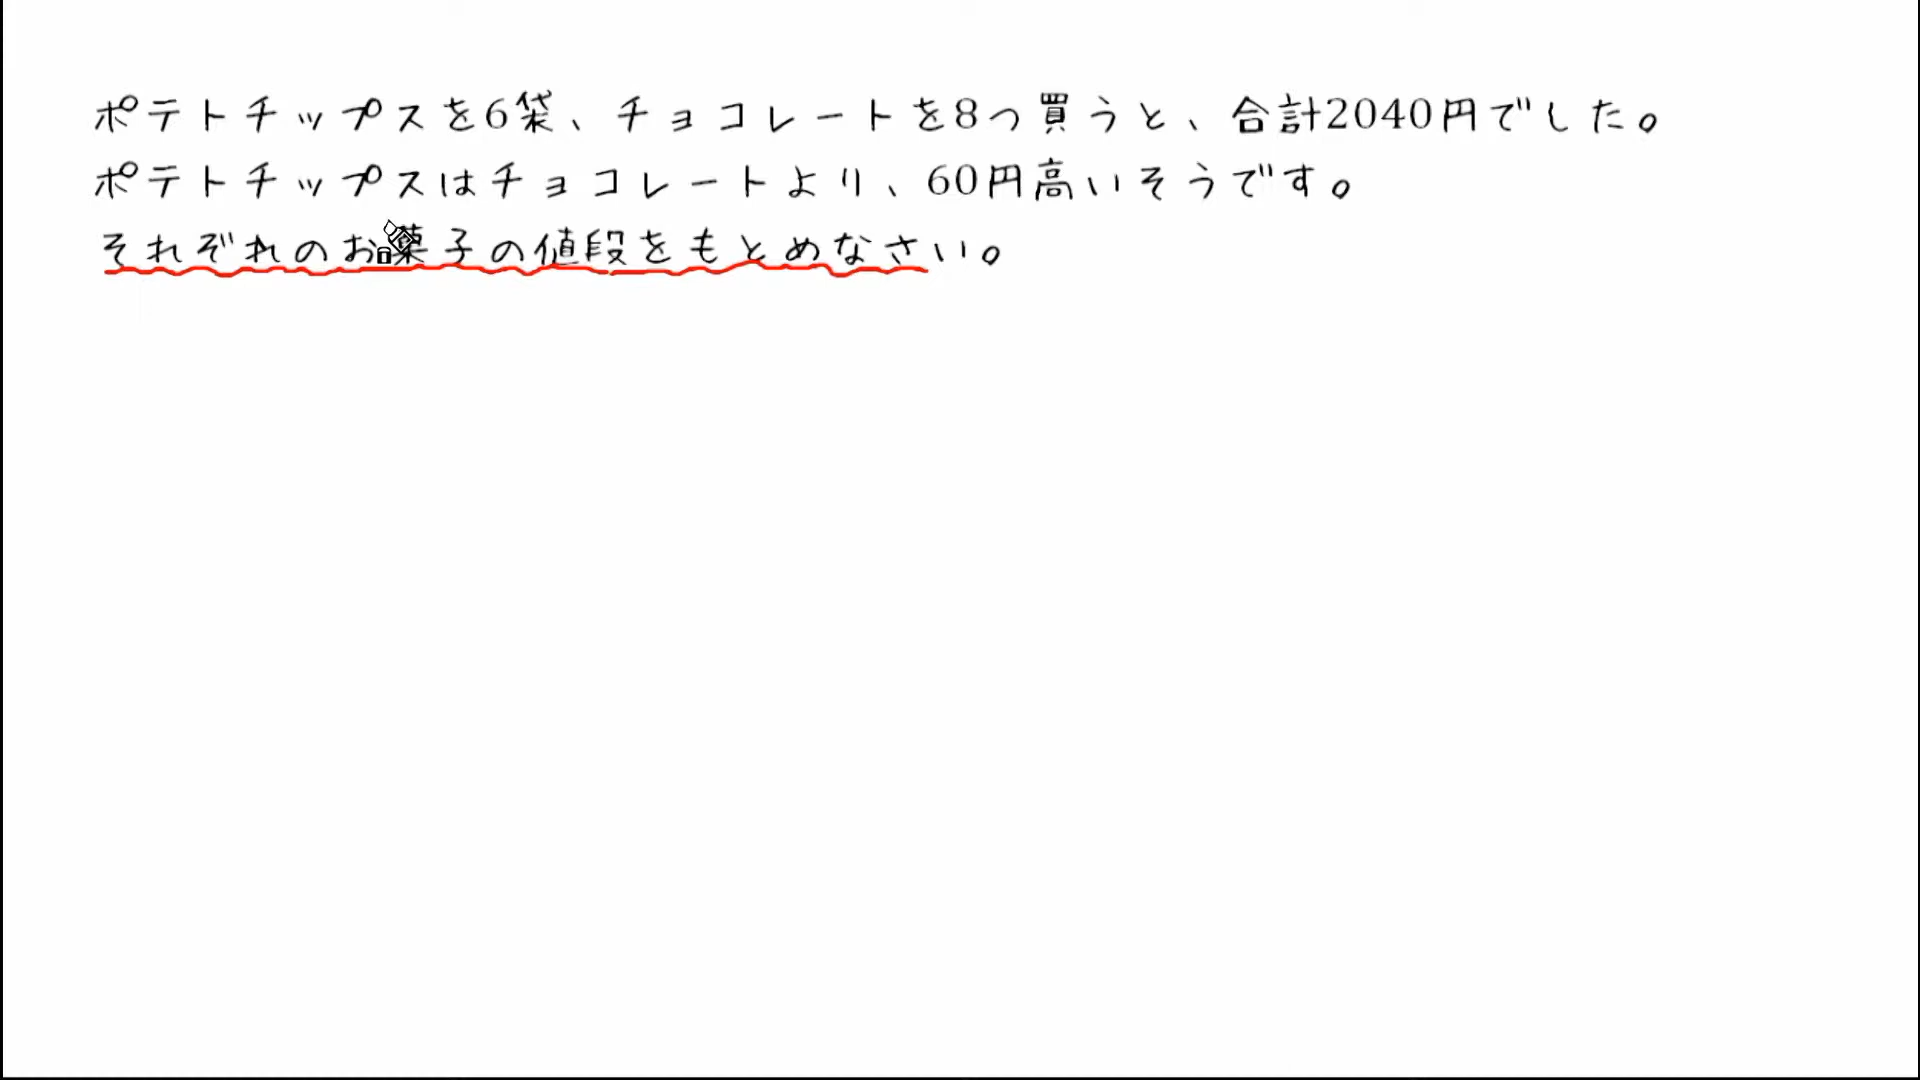 ポテトチップスを6袋、チョコレートを8つ買うと、合計2040円でした。
ポテトチップスはチョコレートより、60円高いそうです。
それぞれのお菓子の値段をもとめなさい。